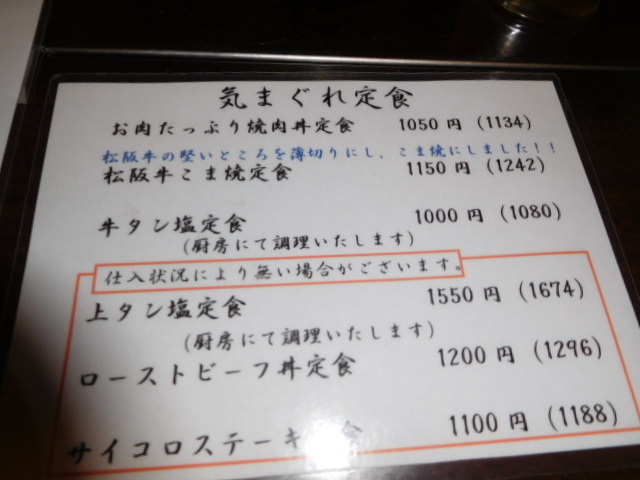 気まぐれ定食
お肉たっぷり焼肉丼定食 1050円 (1134)
松阪牛の堅いところを薄切りにし、こま焼にしました！！
松阪牛こま焼定食 1150円 (1242)
牛タン塩定食 1000円 (1080)
(厨房にて調理いたします)
仕入状況により無い場合がございます。
上タン塩定食 1550円 (1674)
(厨房にて調理いたします)
ローストビーフ丼定食 1200円 (1296)
サイコロステーキ 食 1100円 (1188)